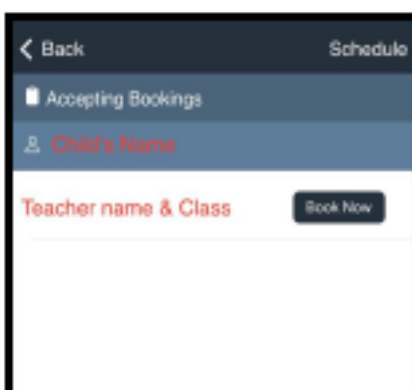 Back Schedule
Accepting Bookings
Child's Name
Teacher name & Class Book Now